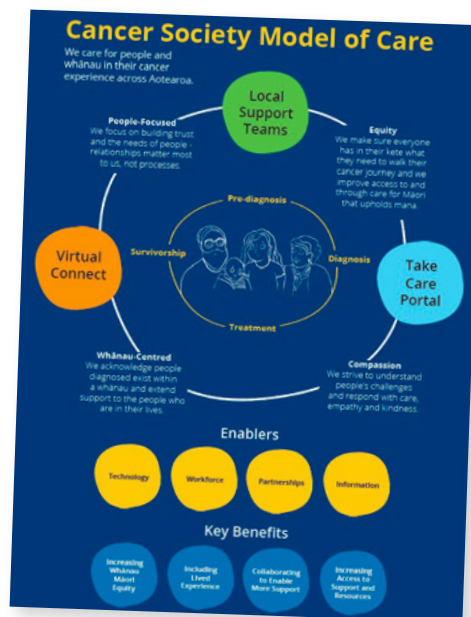 Cancer Society Model of Care
We care for people and
whānau in their cancer
experience across Aotearoa.
Local
Support
Teams
People-Focused
We focus on building trust
and the needs of people -
relationships matter most
to us, not processes.
Equity
We make sure everyone
has in their kete what
they need to walk their
cancer journey and we
improve access to and
through care for Māori
that upholds mana.
Pre-diagnosis
Survivorship
Diagnosis
Treatment
Virtual
Connect
Take
Care
Portal
Whānau-Centred
We acknowledge people
diagnosed exist within
a whānau and extend
support to the people who
are in their lives.
Compassion
We strive to understand
people's challenges
and respond with care,
empathy and kindness.
Enablers
Technology
Workforce
Partnerships
Information
Key Benefits
Increasing
Whānau
Māori
Equity
Including
Lived
Experience
Collaborating
to Enable
More Support
Increasing
Access to
Support and
Resources